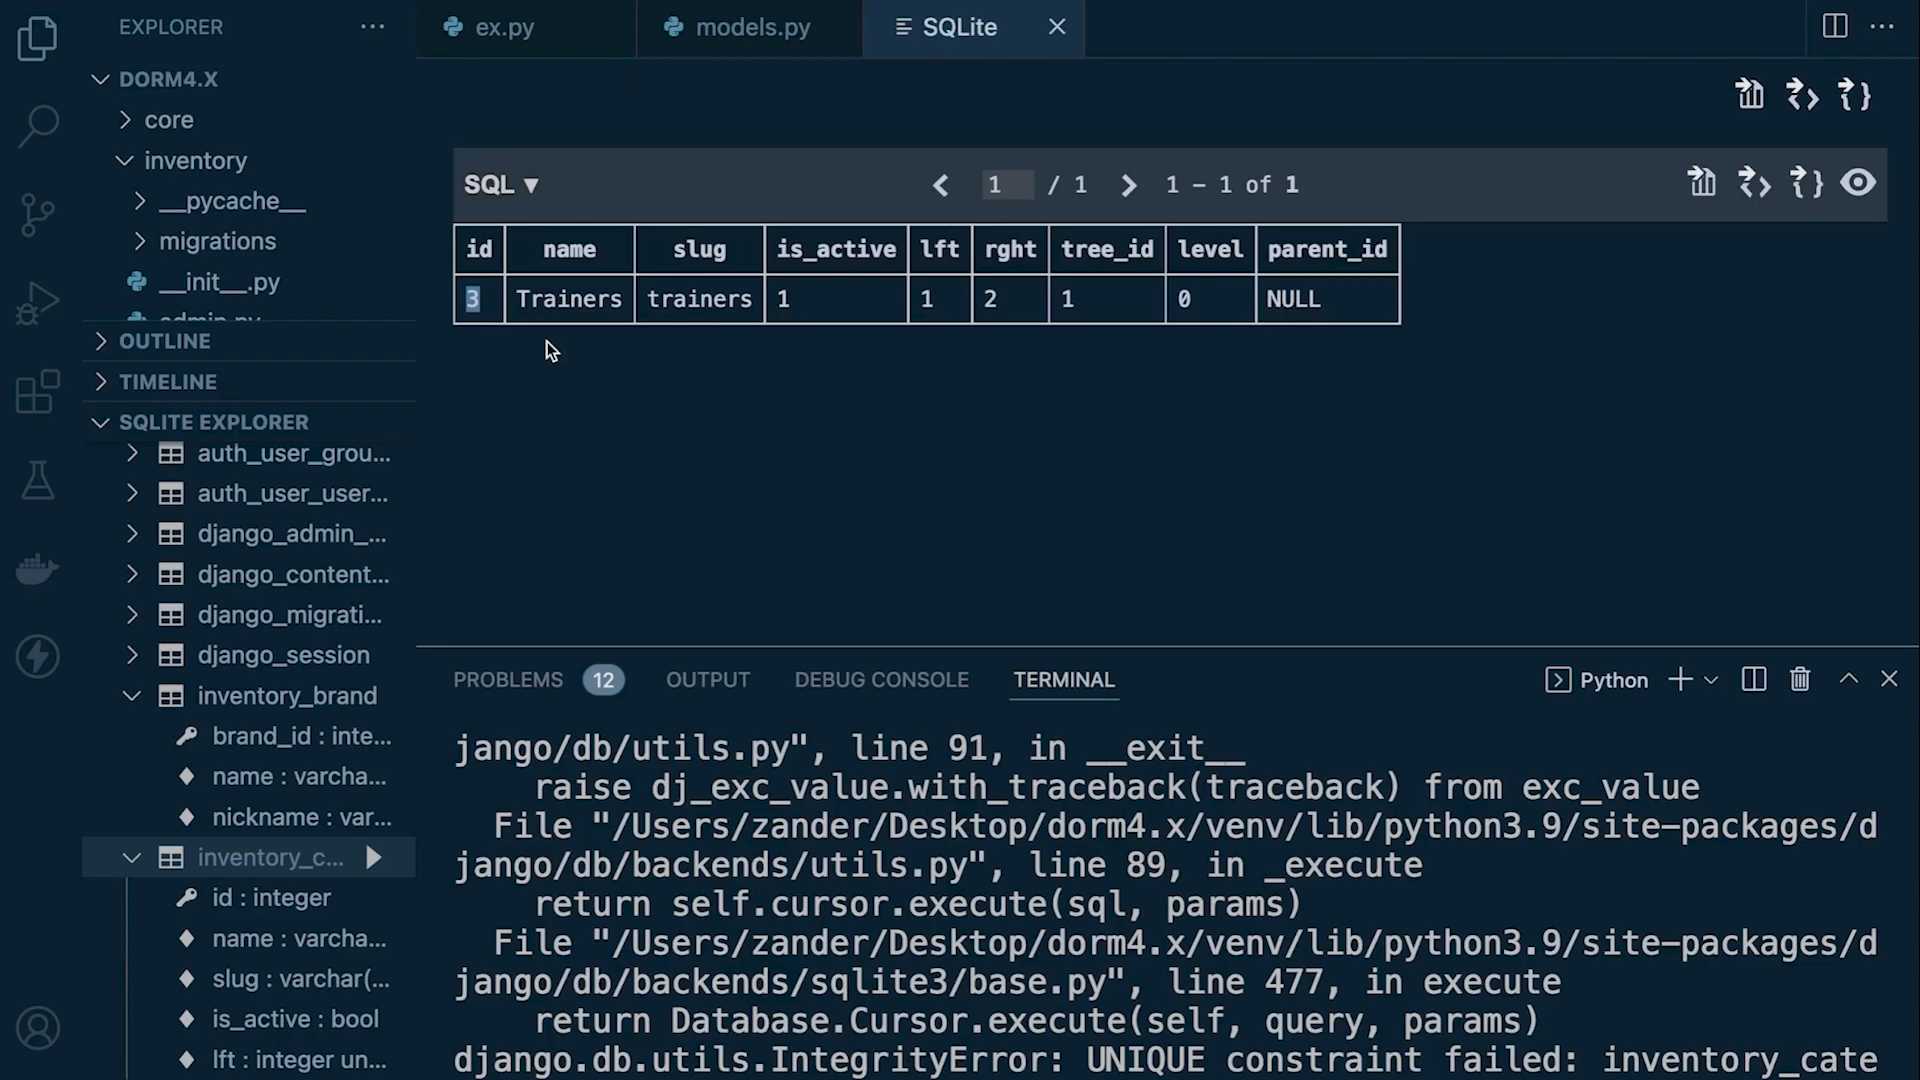 EXPLORER
ex.py
models.py
SQLite
DORM4.X
core
inventory
__pycache__
migrations
__init__.py
admin.py
OUTLINE
TIMELINE
SQLITE EXPLORER
auth_user_grou...
auth_user_user...
django_admin_...
django_content...
django_migrati...
django_session
inventory_brand
brand_id : inte...
name : varcha...
nickname : var...
inventory_c...
id : integer
name : varcha...
slug : varchar(...
is_active : bool
lft : integer un...
SQL ▼ 1 / 1 1 – 1 of 1
id name slug is_active lft rght tree_id level parent_id
3 Trainers trainers 1 1 2 1 0 NULL
PROBLEMS 12 OUTPUT DEBUG CONSOLE TERMINAL Python
jango/db/utils.py", line 91, in __exit__
raise dj_exc_value.with_traceback(traceback) from exc_value
File "/Users/zander/Desktop/dorm4.x/venv/lib/python3.9/site-packages/d
jango/db/backends/utils.py", line 89, in _execute
return self.cursor.execute(sql, params)
File "/Users/zander/Desktop/dorm4.x/venv/lib/python3.9/site-packages/d
jango/db/backends/sqlite3/base.py", line 477, in execute
return Database.Cursor.execute(self, query, params)
django.db.utils.IntegrityError: UNIQUE constraint failed: inventory_cate